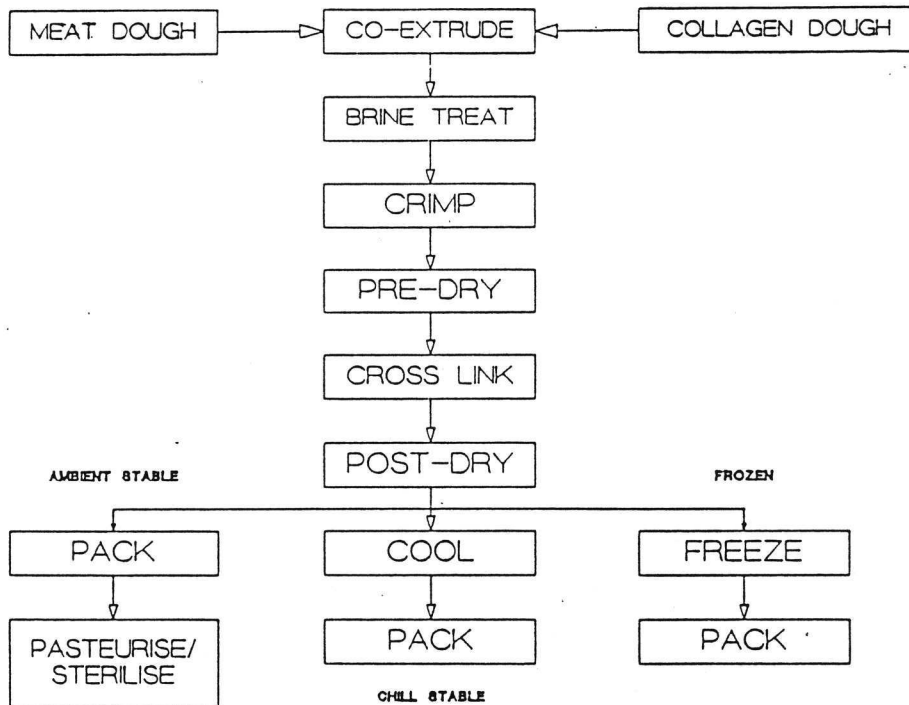 MEAT DOUGH
CO-EXTRUDE
COLLAGEN DOUGH
BRINE TREAT
CRIMP
PRE-DRY
CROSS LINK
POST-DRY
AMBIENT STABLE
FROZEN
PACK
COOL
FREEZE
PASTEURISE/
STERILISE
PACK
PACK
CHILL STABLE